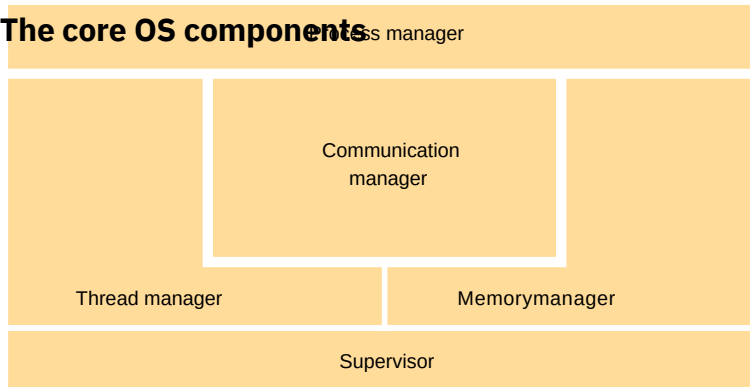 The core OS components
Process manager
Communication
manager
Thread manager
Memorymanager
Supervisor